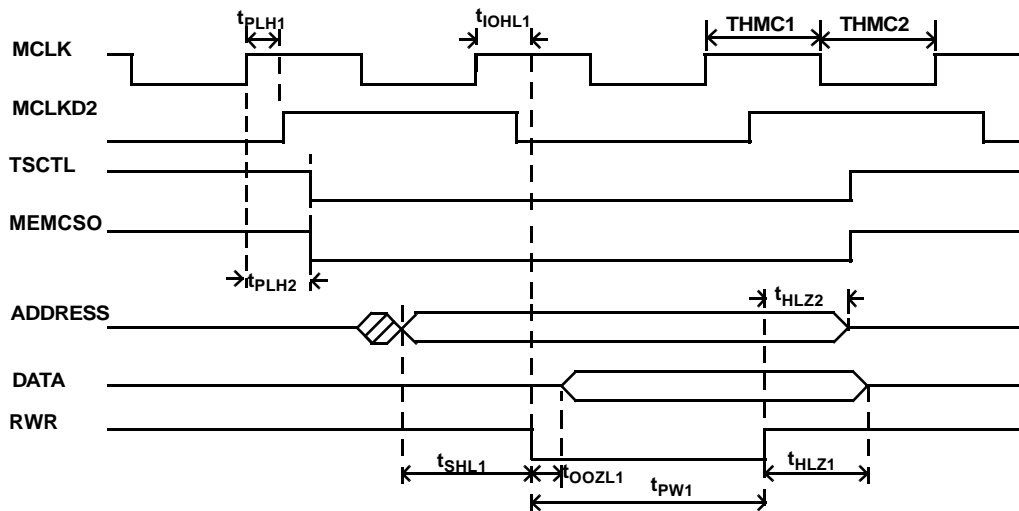 tPLH1
tIOHL1
THMC1
THMC2
MCLK
MCLKD2
TSCTL
MEMCSO
tPLH2
tHLZ2
ADDRESS
DATA
RWR
tSHL1
tOOZL1
tHLZ1
tPW1